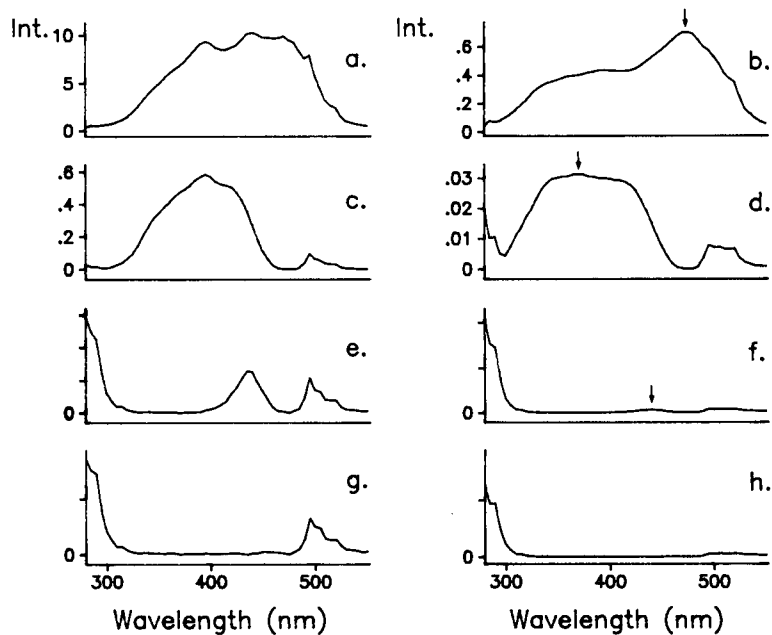 Int.
10
5
0
a.
Int.
.6
.4
.2
0
b.
.6
.4
.2
0
c.
.03
.02
.01
0
d.
0
e.
0
f.
0
g.
0
h.
300 400 500
300 400 500
Wavelength (nm)
Wavelength (nm)